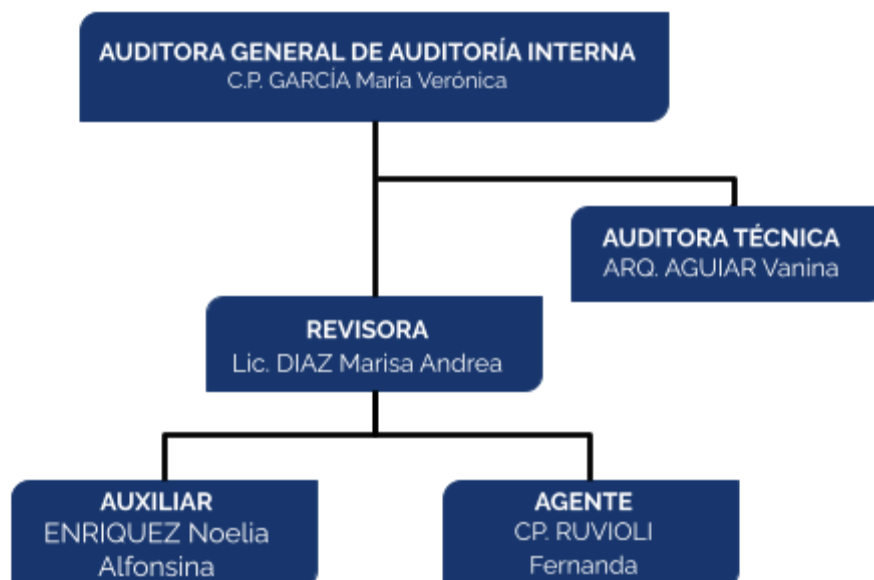 AUDITORA GENERAL DE AUDITORÍA INTERNA
C.P. GARCÍA María Verónica
AUDITORA TÉCNICA
ARQ. AGUIAR Vanina
REVISORA
Lic. DIAZ Marisa Andrea
AUXILIAR
ENRIQUEZ Noelia
Alfonsina
AGENTE
CP. RUVIOLI
Fernanda